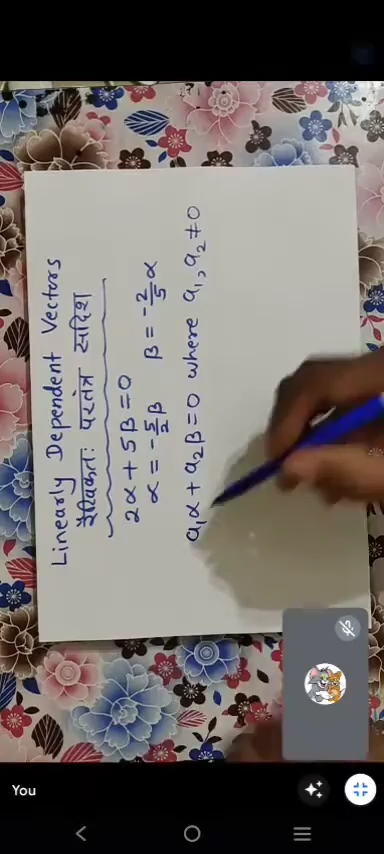 Linearly Dependent Vectors
रैखिकतः परतंत्र सदिश
2α + 5β = 0
α = -5/2 β β = -2/5 α
a₁α + a₂β = 0 where a₁, a₂ ≠ 0
You